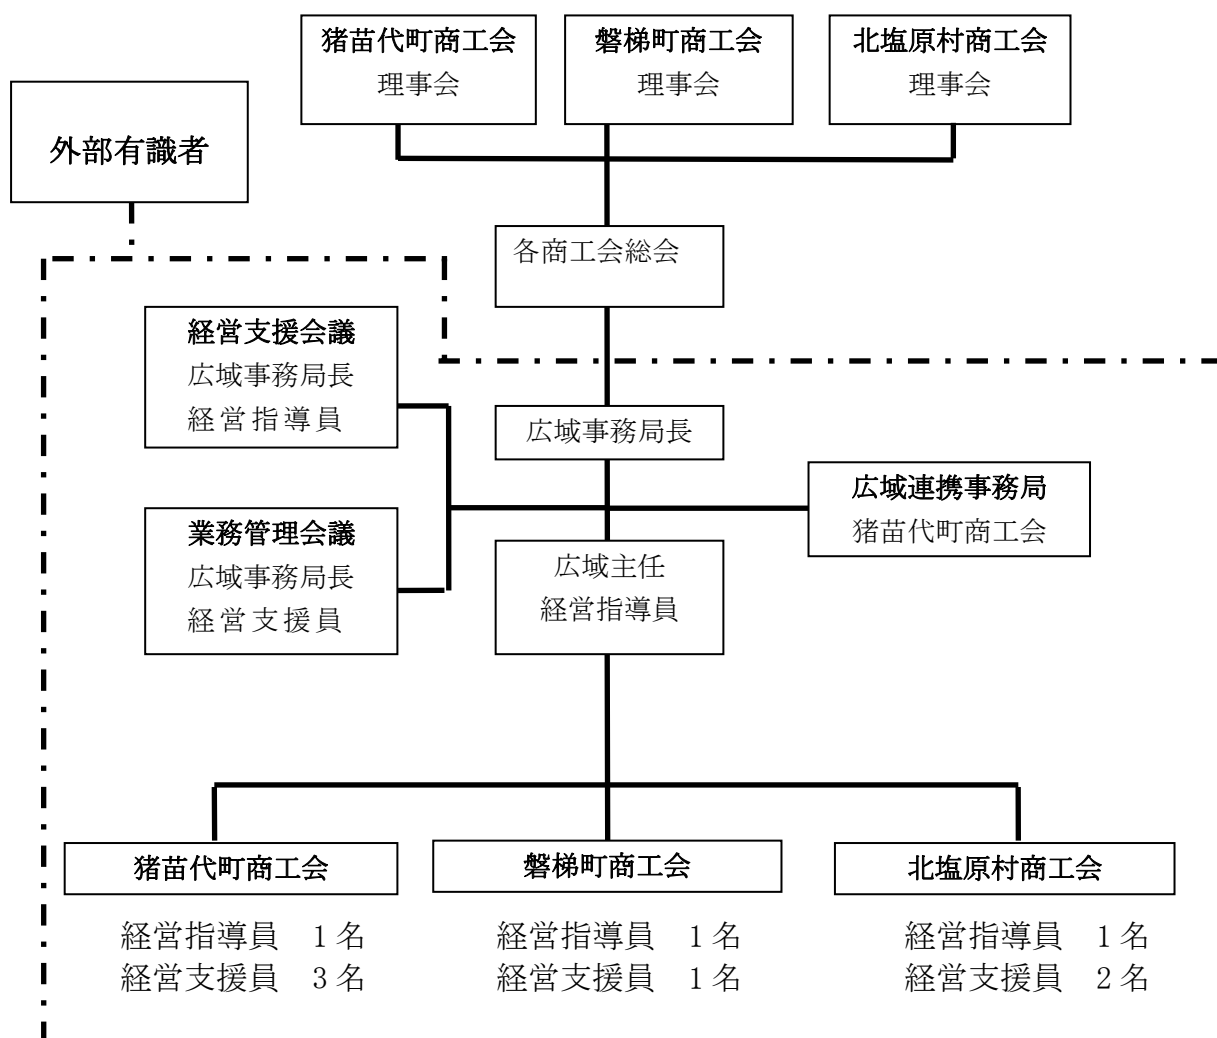 猪苗代町商工会
理事会
磐梯町商工会
理事会
北塩原村商工会
理事会
外部有識者
各商工会総会
経営支援会議
広域事務局長
経営指導員
広域事務局長
広域連携事務局
猪苗代町商工会
業務管理会議
広域事務局長
経営支援員
広域主任
経営指導員
猪苗代町商工会
経営指導員 1名
経営支援員 3名
磐梯町商工会
経営指導員 1名
経営支援員 1名
北塩原村商工会
経営指導員 1名
経営支援員 2名